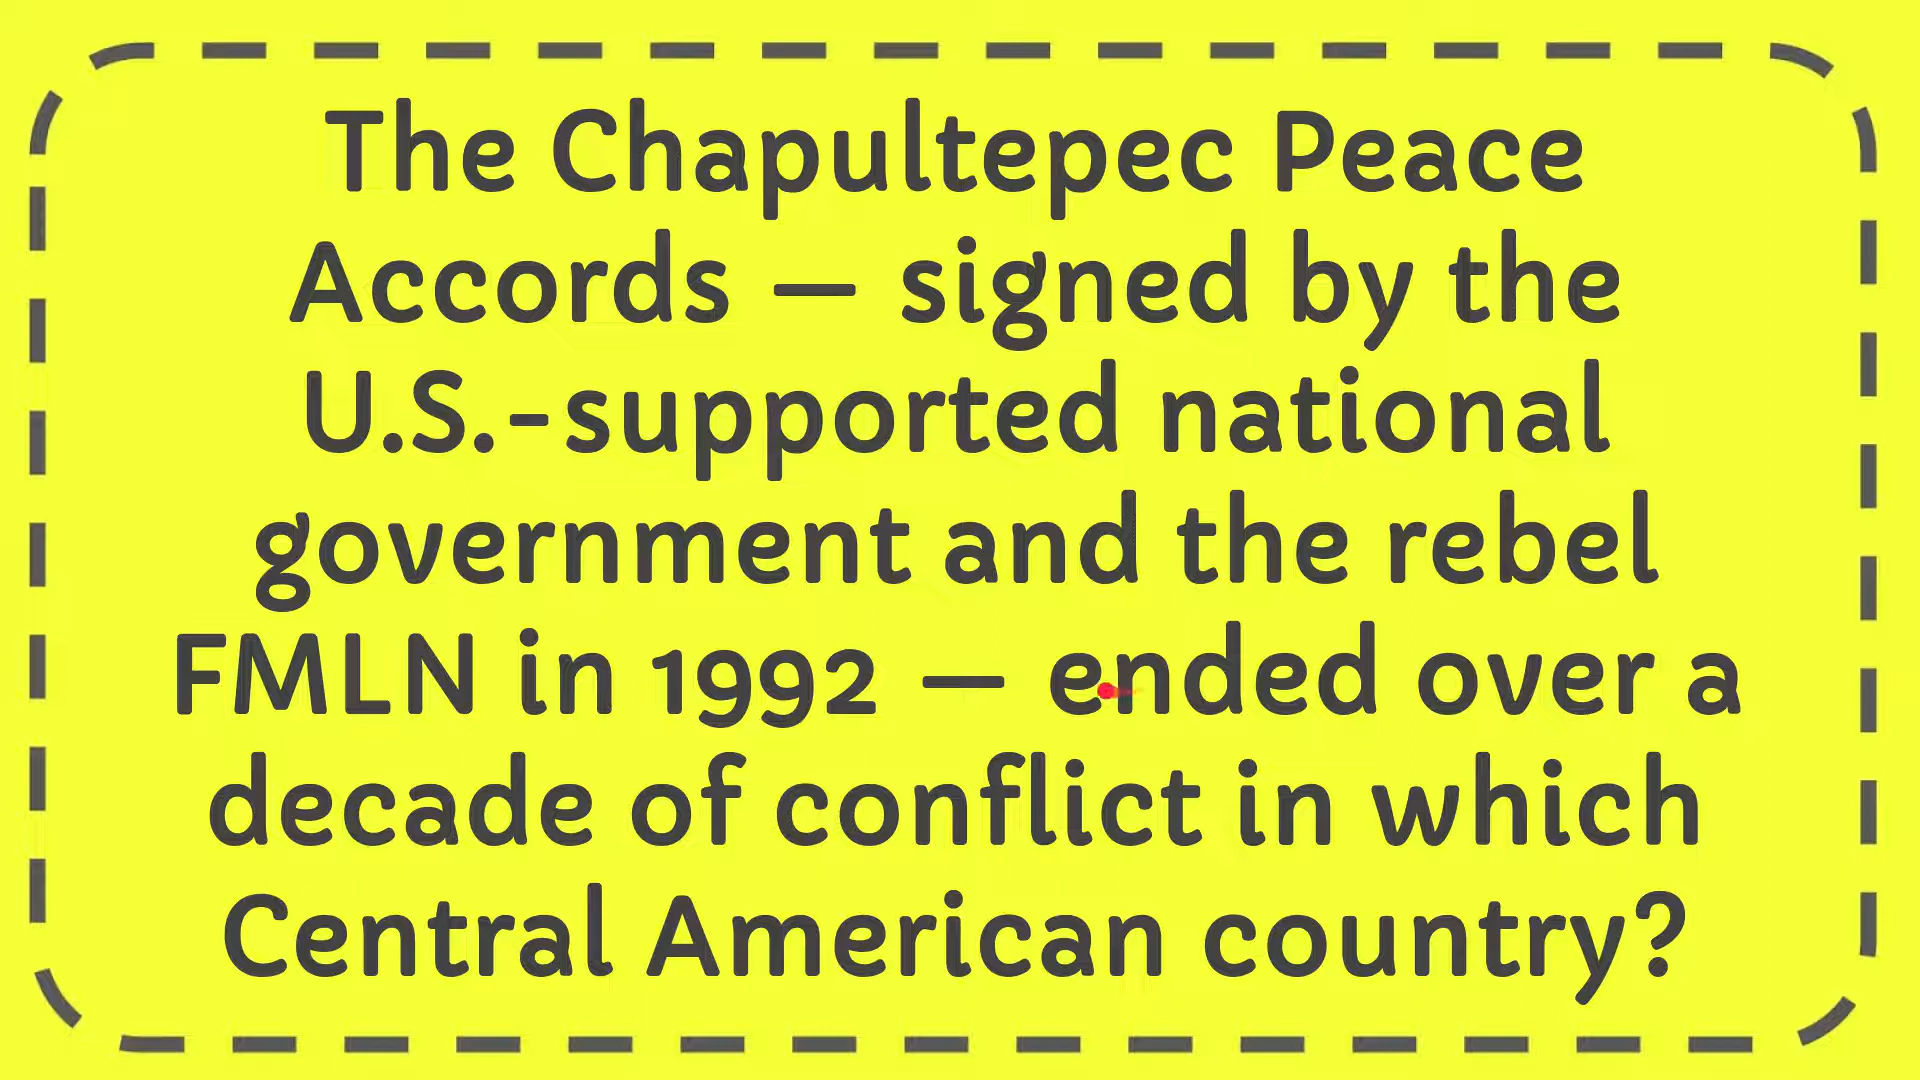 The Chapultepec Peace
Accords — signed by the
U.S.-supported national
government and the rebel
FMLN in 1992 — ended over a
decade of conflict in which
Central American country?